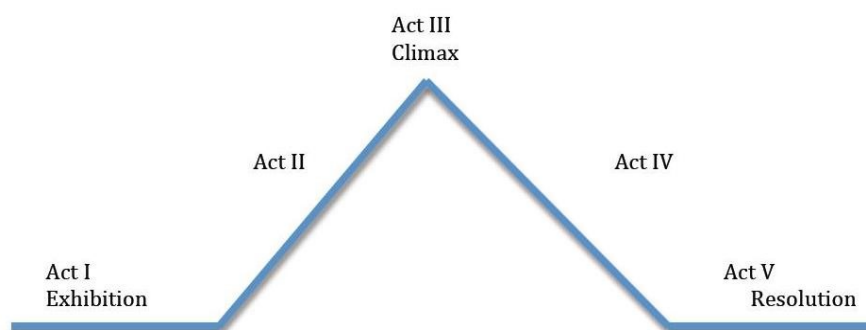 Act III
Climax
Act II
Act IV
Act I
Exhibition
Act V
Resolution